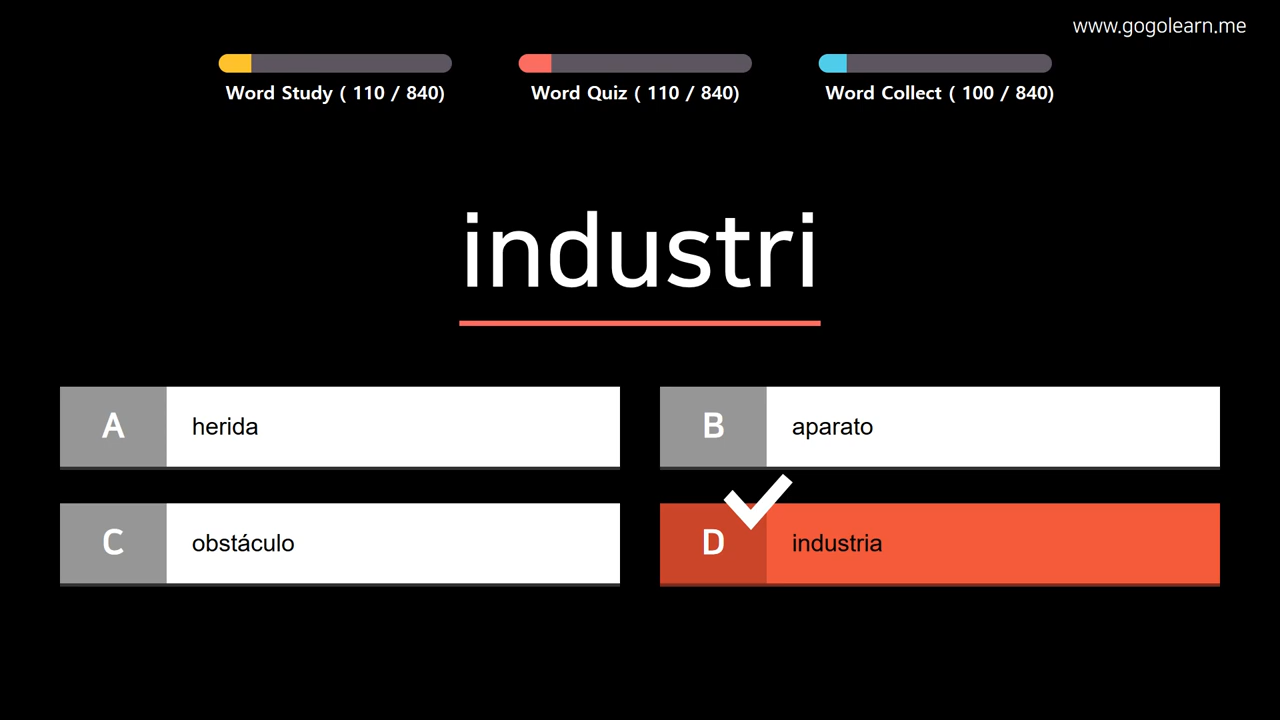 www.gogolearn.me
Word Study ( 110 / 840)
Word Quiz ( 110 / 840)
Word Collect ( 100 / 840)
industri
A herida
B aparato
C obstáculo
D industria